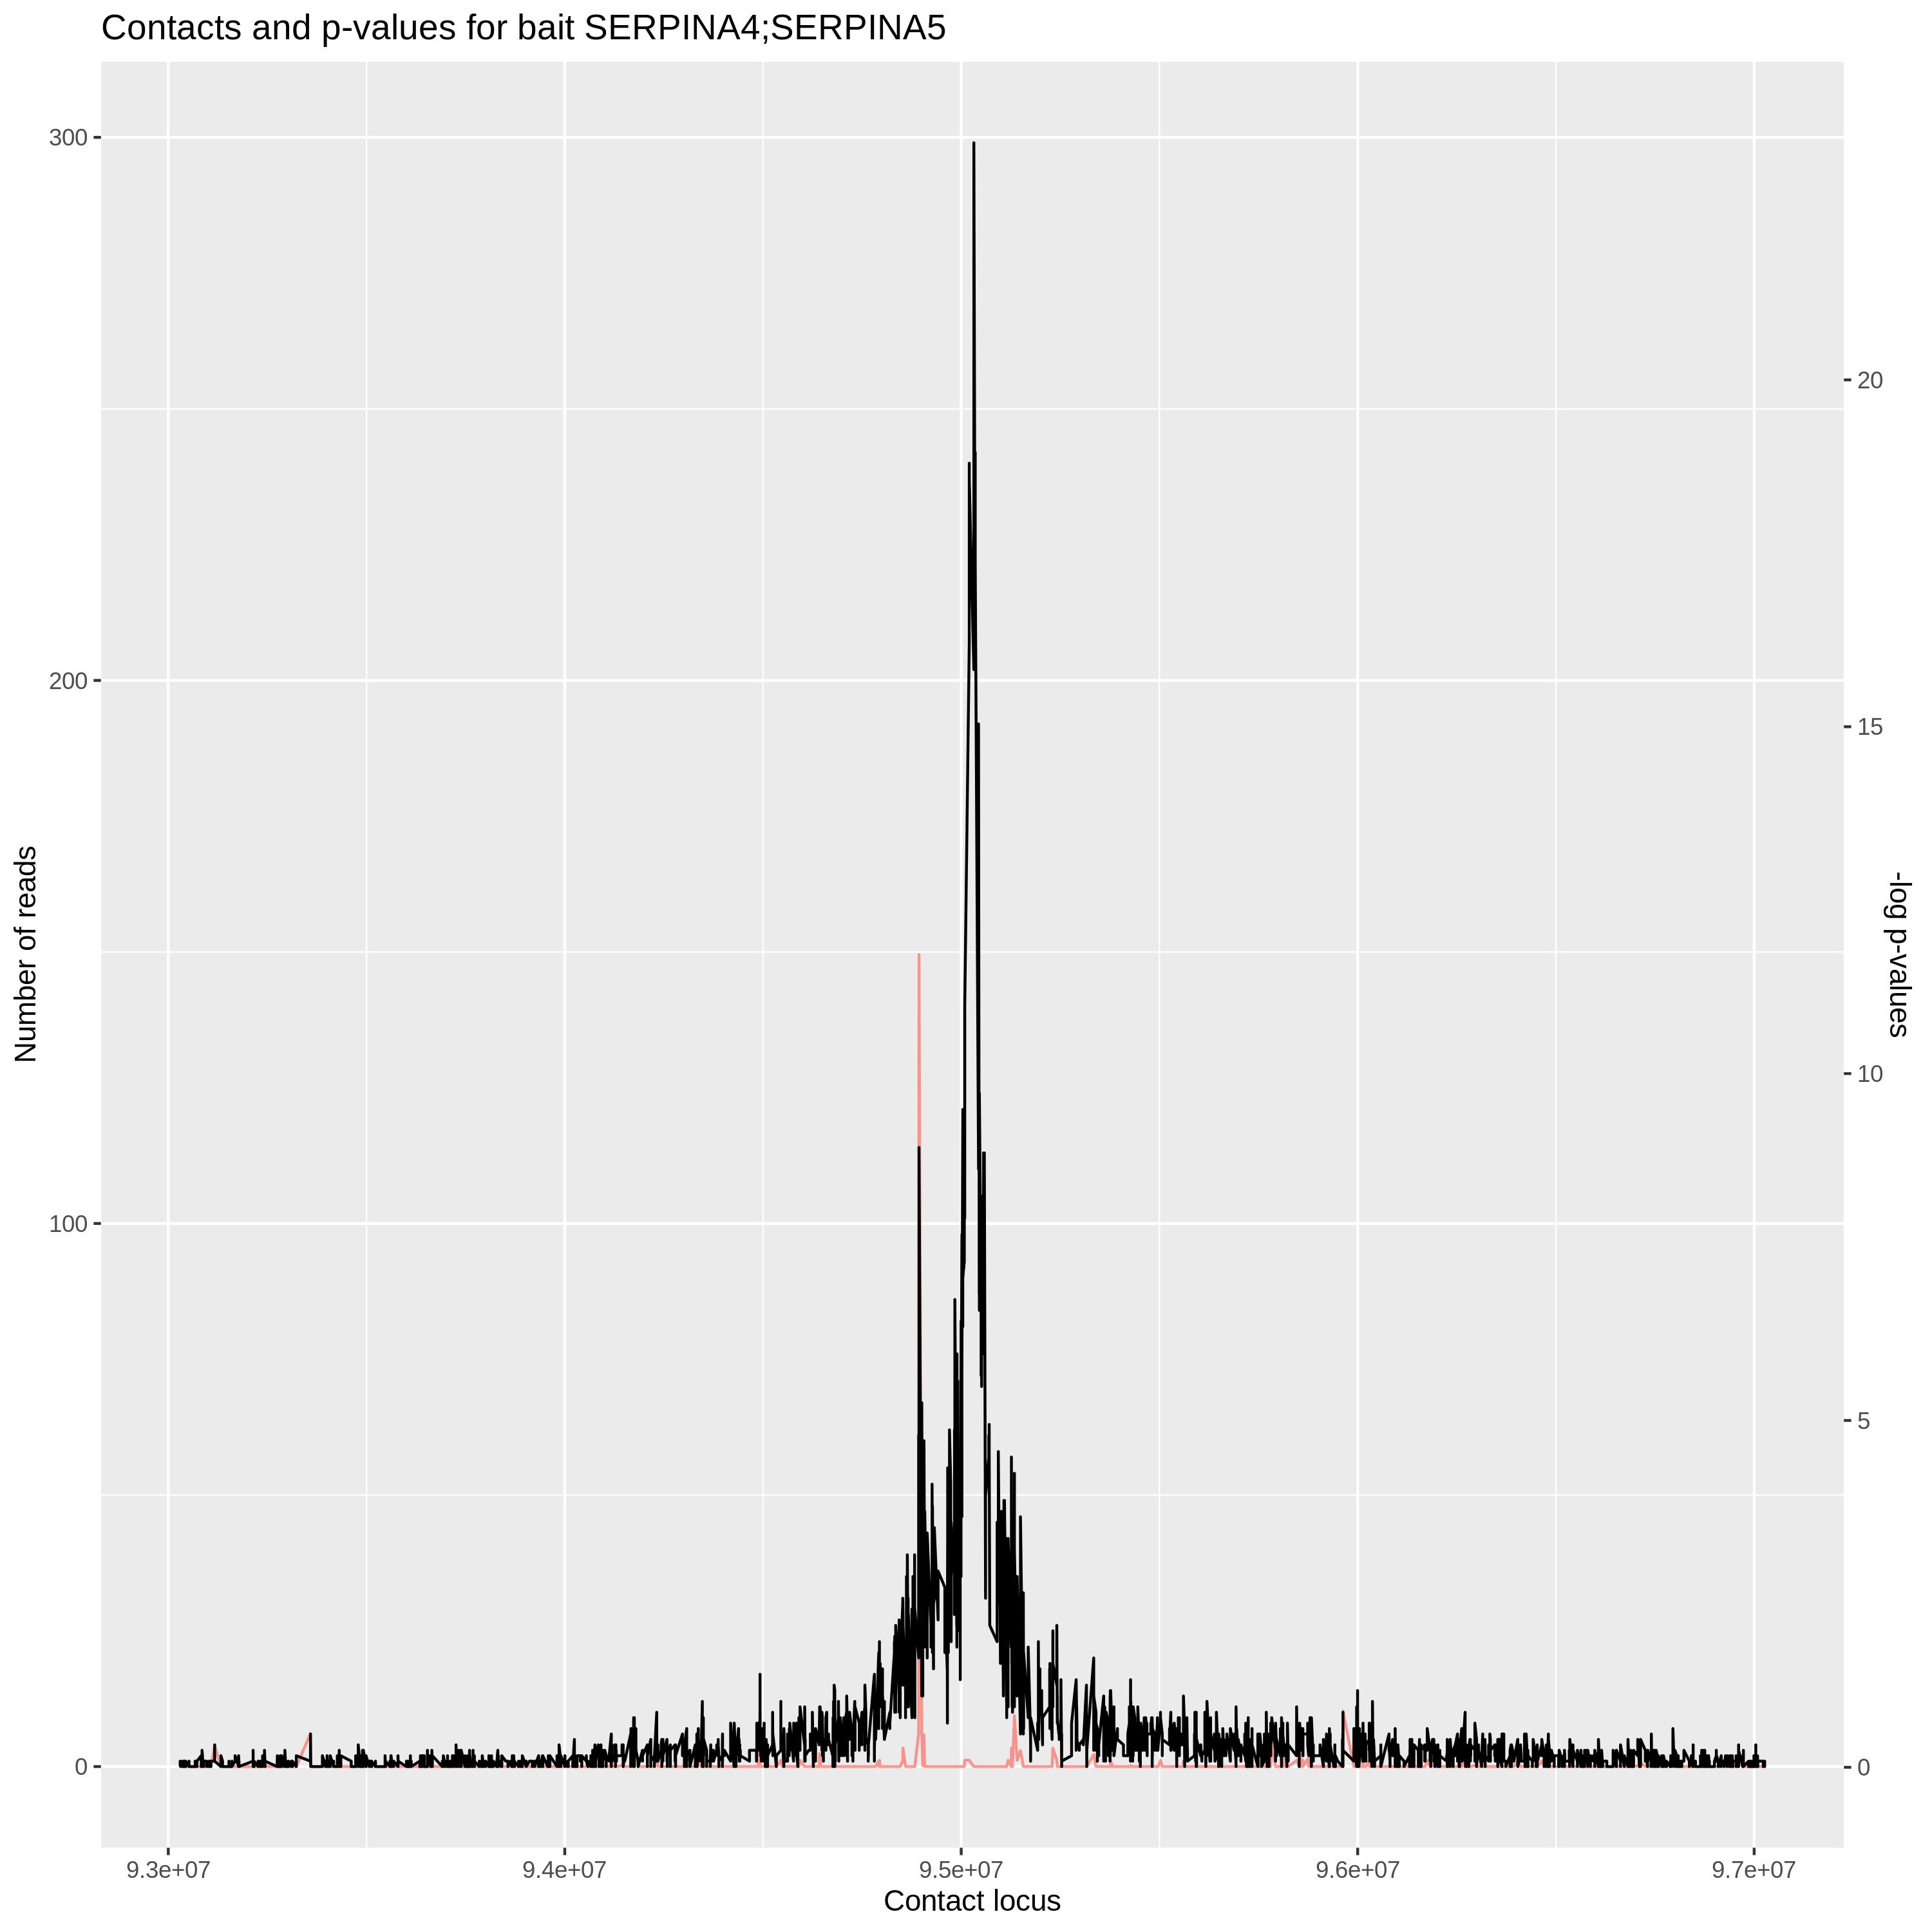 Contacts and p-values for bait SERPINA4;SERPINA5
300
200
100
0
Number of reads
20
15
10
5
0
-log p-values
9.3e+07
9.4e+07
9.5e+07
9.6e+07
9.7e+07
Contact locus